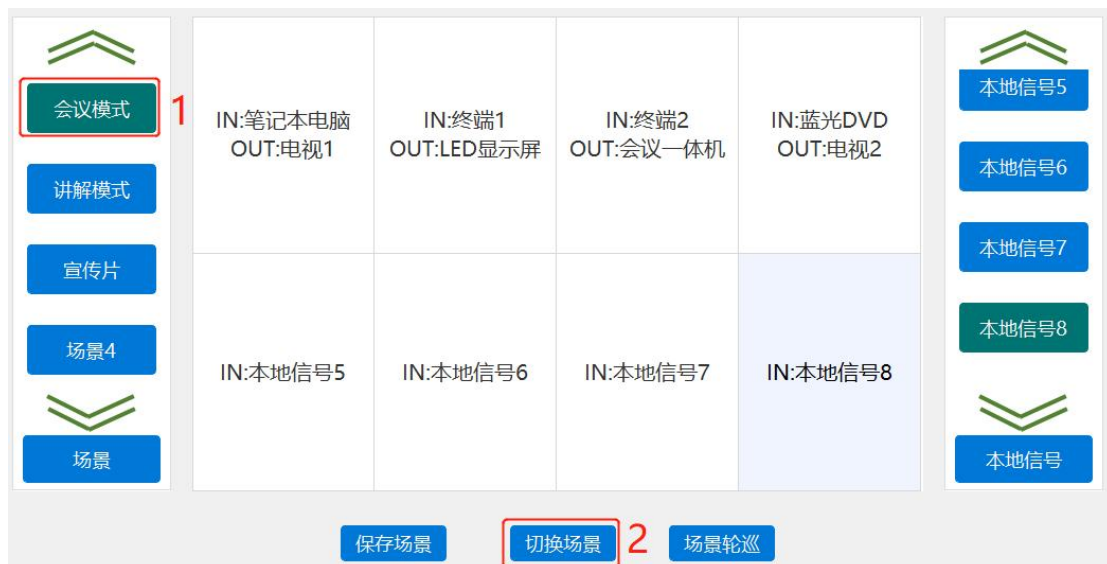 会议模式
1
讲解模式
宣传片
场景4
场景
IN:笔记本电脑
OUT:电视1
IN:终端1
OUT:LED显示屏
IN:终端2
OUT:会议一体机
IN:蓝光DVD
OUT:电视2
IN:本地信号5
IN:本地信号6
IN:本地信号7
IN:本地信号8
本地信号5
本地信号6
本地信号7
本地信号8
本地信号
保存场景
切换场景
2
场景轮巡